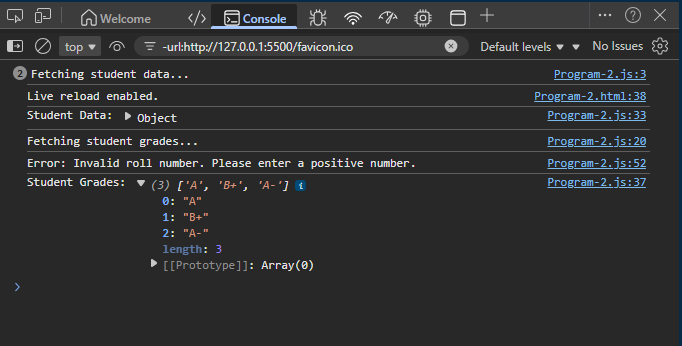 Welcome </> Console + ... ? ×
top ▼ -url:http://127.0.0.1:5500/favicon.ico Default levels ▼ No Issues
2 Fetching student data... Program-2.js:3
Live reload enabled. Program-2.html:38
Student Data: ▶ Object Program-2.js:33
Fetching student grades... Program-2.js:20
Error: Invalid roll number. Please enter a positive number. Program-2.js:52
Student Grades: ▼ (3) ['A', 'B+', 'A-'] i Program-2.js:37
0: "A"
1: "B+"
2: "A-"
length: 3
▶ [[Prototype]]: Array(0)
>